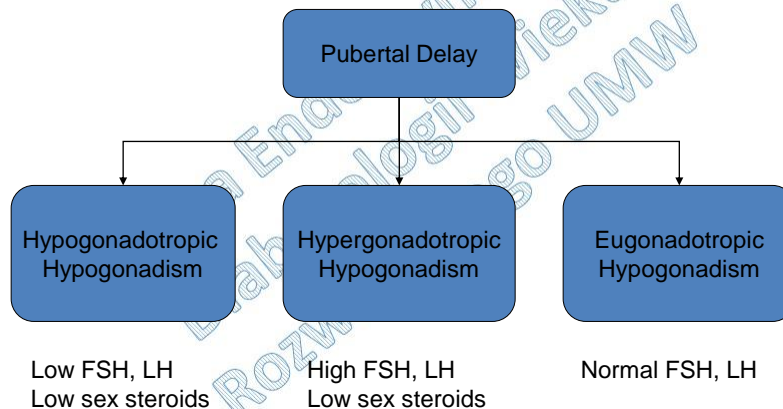 Pubertal Delay
Hypogonadotropic
Hypogonadism
Hypergonadotropic
Hypogonadism
Eugonadotropic
Hypogonadism
Low FSH, LH
Low sex steroids
High FSH, LH
Low sex steroids
Normal FSH, LH
UMW